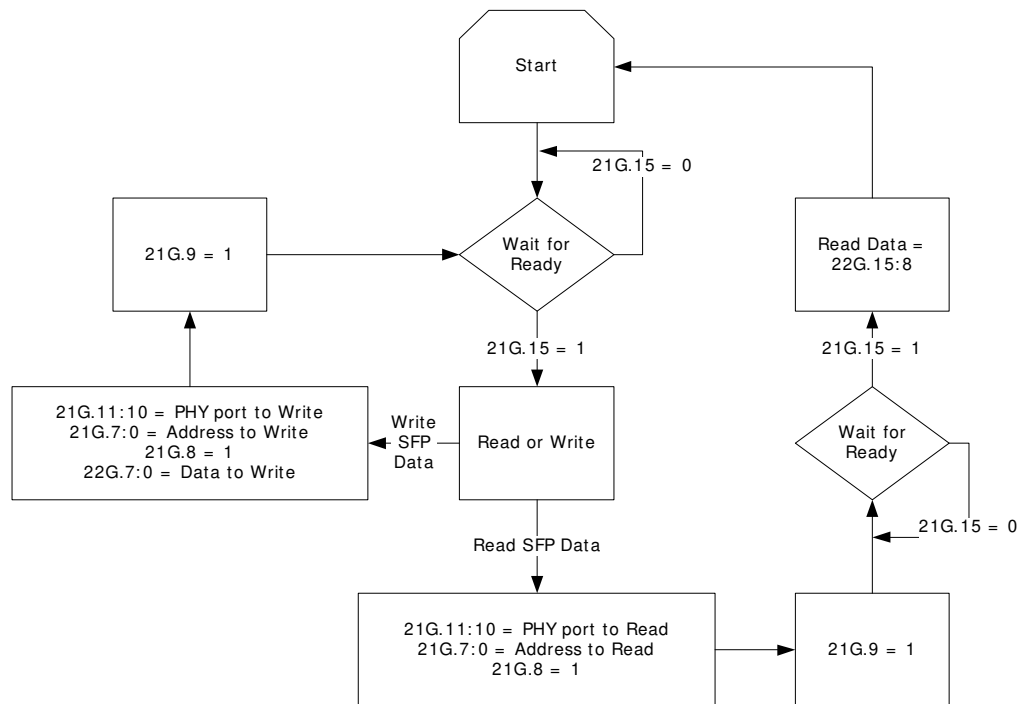 Start
21G.15 = 0
Wait for
Ready
21G.9 = 1
Read Data =
22G.15:8
21G.15 = 1
21G.15 = 1
21G.11:10 = PHY port to Write
21G.7:0 = Address to Write
21G.8 = 1
22G.7:0 = Data to Write
Write
SFP
Data
Read or Write
Wait for
Ready
21G.15 = 0
Read SFP Data
21G.11:10 = PHY port to Read
21G.7:0 = Address to Read
21G.8 = 1
21G.9 = 1